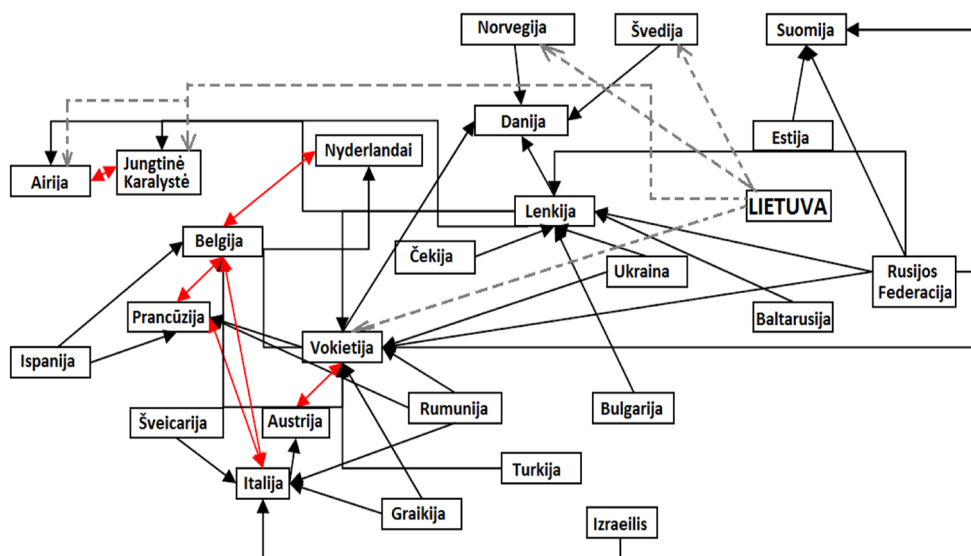 Norvegija
Švedija
Suomija
Danija
Estija
Nyderlandai
Jungtinė
Karalystė
Airija
Lenkija
LIETUVA
Belgija
Čekija
Ukraina
Rusijos
Federacija
Prancūzija
Baltarusija
Vokietija
Ispanija
Rumunija
Bulgarija
Šveicarija
Austrija
Turkija
Italija
Graikija
Izraeilis